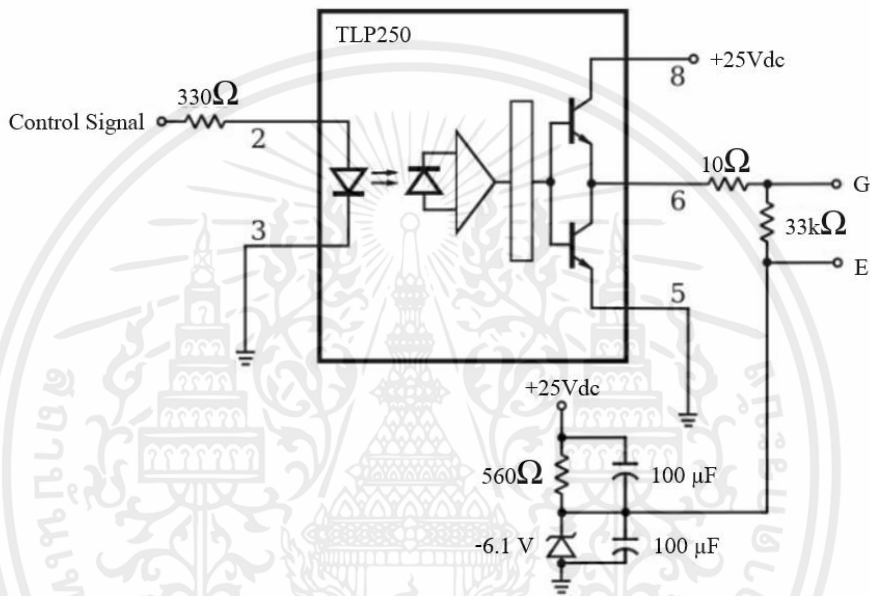 TLP250
8
+25Vdc
330Ω
Control Signal
2
10Ω
G
6
33kΩ
3
E
5
+25Vdc
560Ω
100 μF
-6.1 V
100 μF